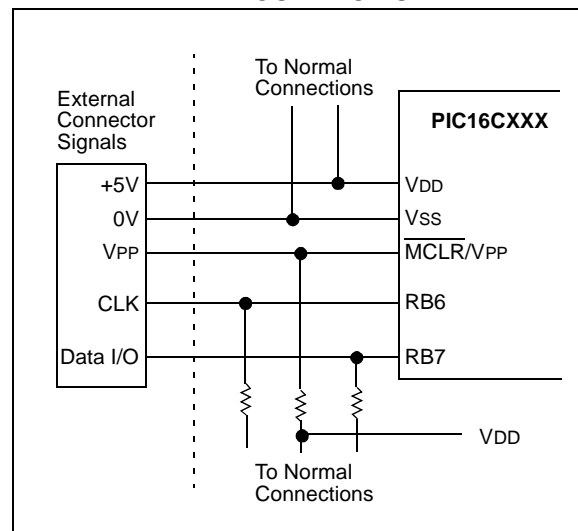 To Normal
Connections
External
Connector
Signals
PIC16CXXX
+5V
VDD
0V
VSS
VPP
MCLR/VPP
CLK
RB6
Data I/O
RB7
VDD
To Normal
Connections